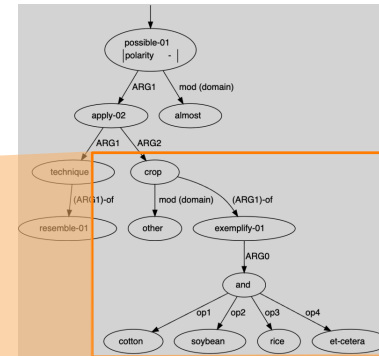 possible-01
polarity -
ARG1 mod (domain)
apply-02 almost
ARG1 ARG2
technique crop
(ARG1)-of mod (domain) (ARG1)-of
resemble-01 other exemplify-01
ARG0
and
op1 op2 op3 op4
cotton soybean rice et-cetera